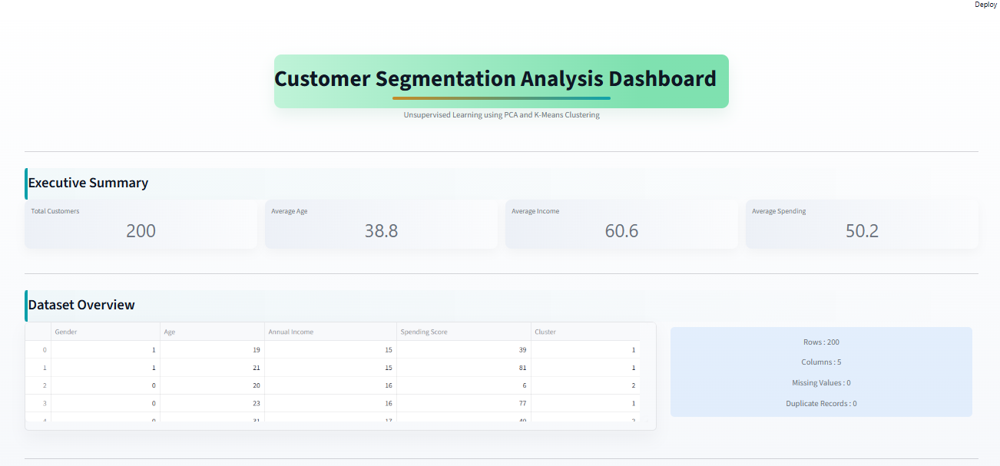 Deploy
Customer Segmentation Analysis Dashboard
Unsupervised Learning using PCA and K-Means Clustering
Executive Summary
Total Customers
200
Average Age
38.8
Average Income
60.6
Average Spending
50.2
Dataset Overview
Gender Age Annual Income Spending Score Cluster
0 1 19 15 39 1
1 1 21 15 81 1
2 0 20 16 6 2
3 0 23 16 77 1
4 0 31 17 40 2
Rows : 200
Columns : 5
Missing Values : 0
Duplicate Records : 0